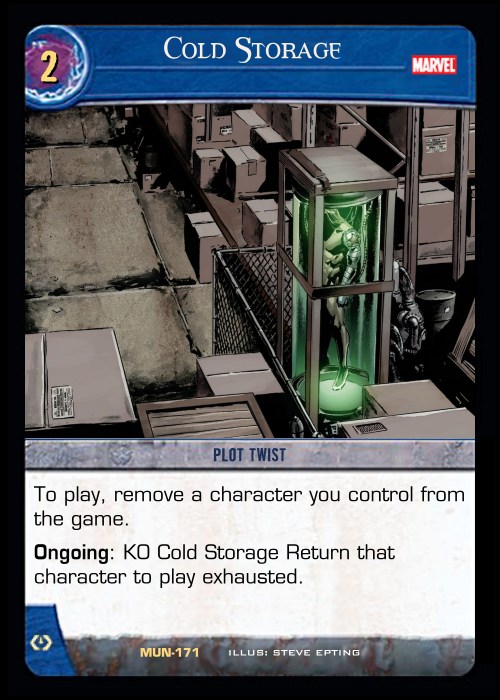 2
Cold Storage
MARVEL
PLOT TWIST
To play, remove a character you control from
the game.
Ongoing: KO Cold Storage Return that
character to play exhausted.
MUN-171 ILLUS: STEVE EPTING